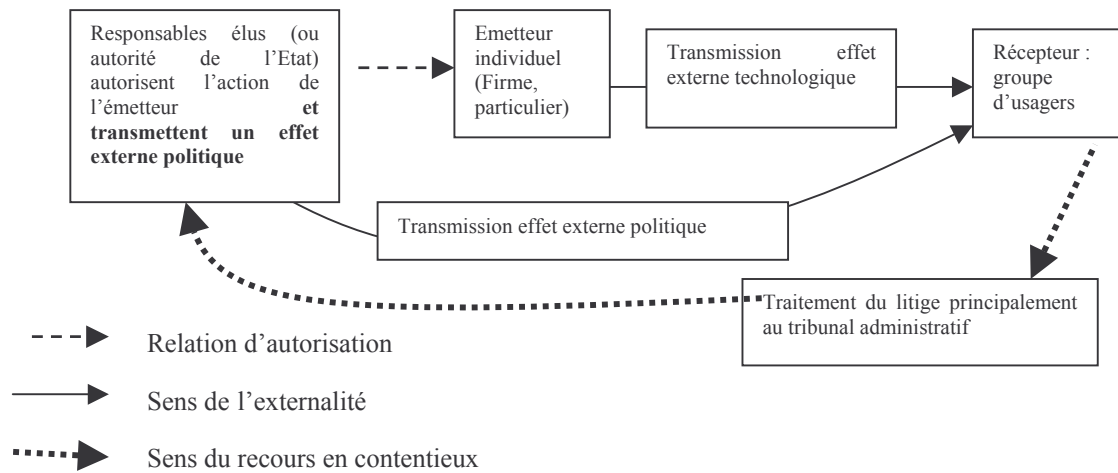 Responsables élus (ou
autorité de l’Etat)
autorisent l’action de
l’émetteur et
transmettent un effet
externe politique
Emetteur
individuel
(Firme,
particulier)
Transmission effet
externe technologique
Récepteur :
groupe
d’usagers
Transmission effet externe politique
Traitement du litige principalement
au tribunal administratif
Relation d’autorisation
Sens de l’externalité
Sens du recours en contentieux